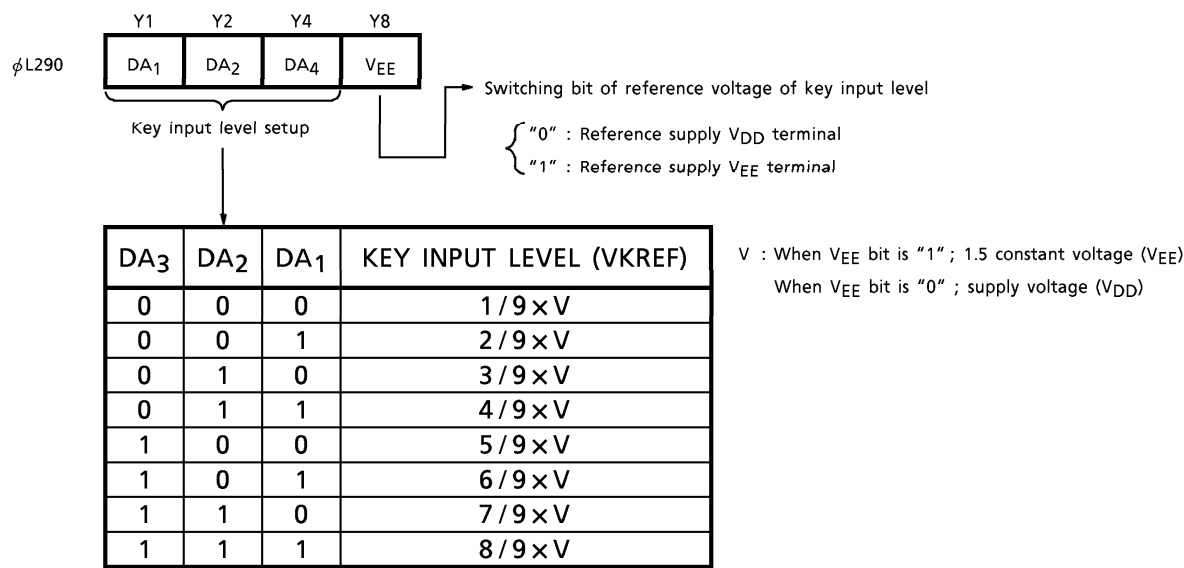 Y1 Y2 Y4 Y8
ϕL290 DA1 DA2 DA4 VEE
Switching bit of reference voltage of key input level
Key input level setup
"0" : Reference supply VDD terminal
"1" : Reference supply VEE terminal
DA3 DA2 DA1 KEY INPUT LEVEL (VKREF)
0 0 0 1/9×V
0 0 1 2/9×V
0 1 0 3/9×V
0 1 1 4/9×V
1 0 0 5/9×V
1 0 1 6/9×V
1 1 0 7/9×V
1 1 1 8/9×V
V : When VEE bit is "1" ; 1.5 constant voltage (VEE)
When VEE bit is "0" ; supply voltage (VDD)